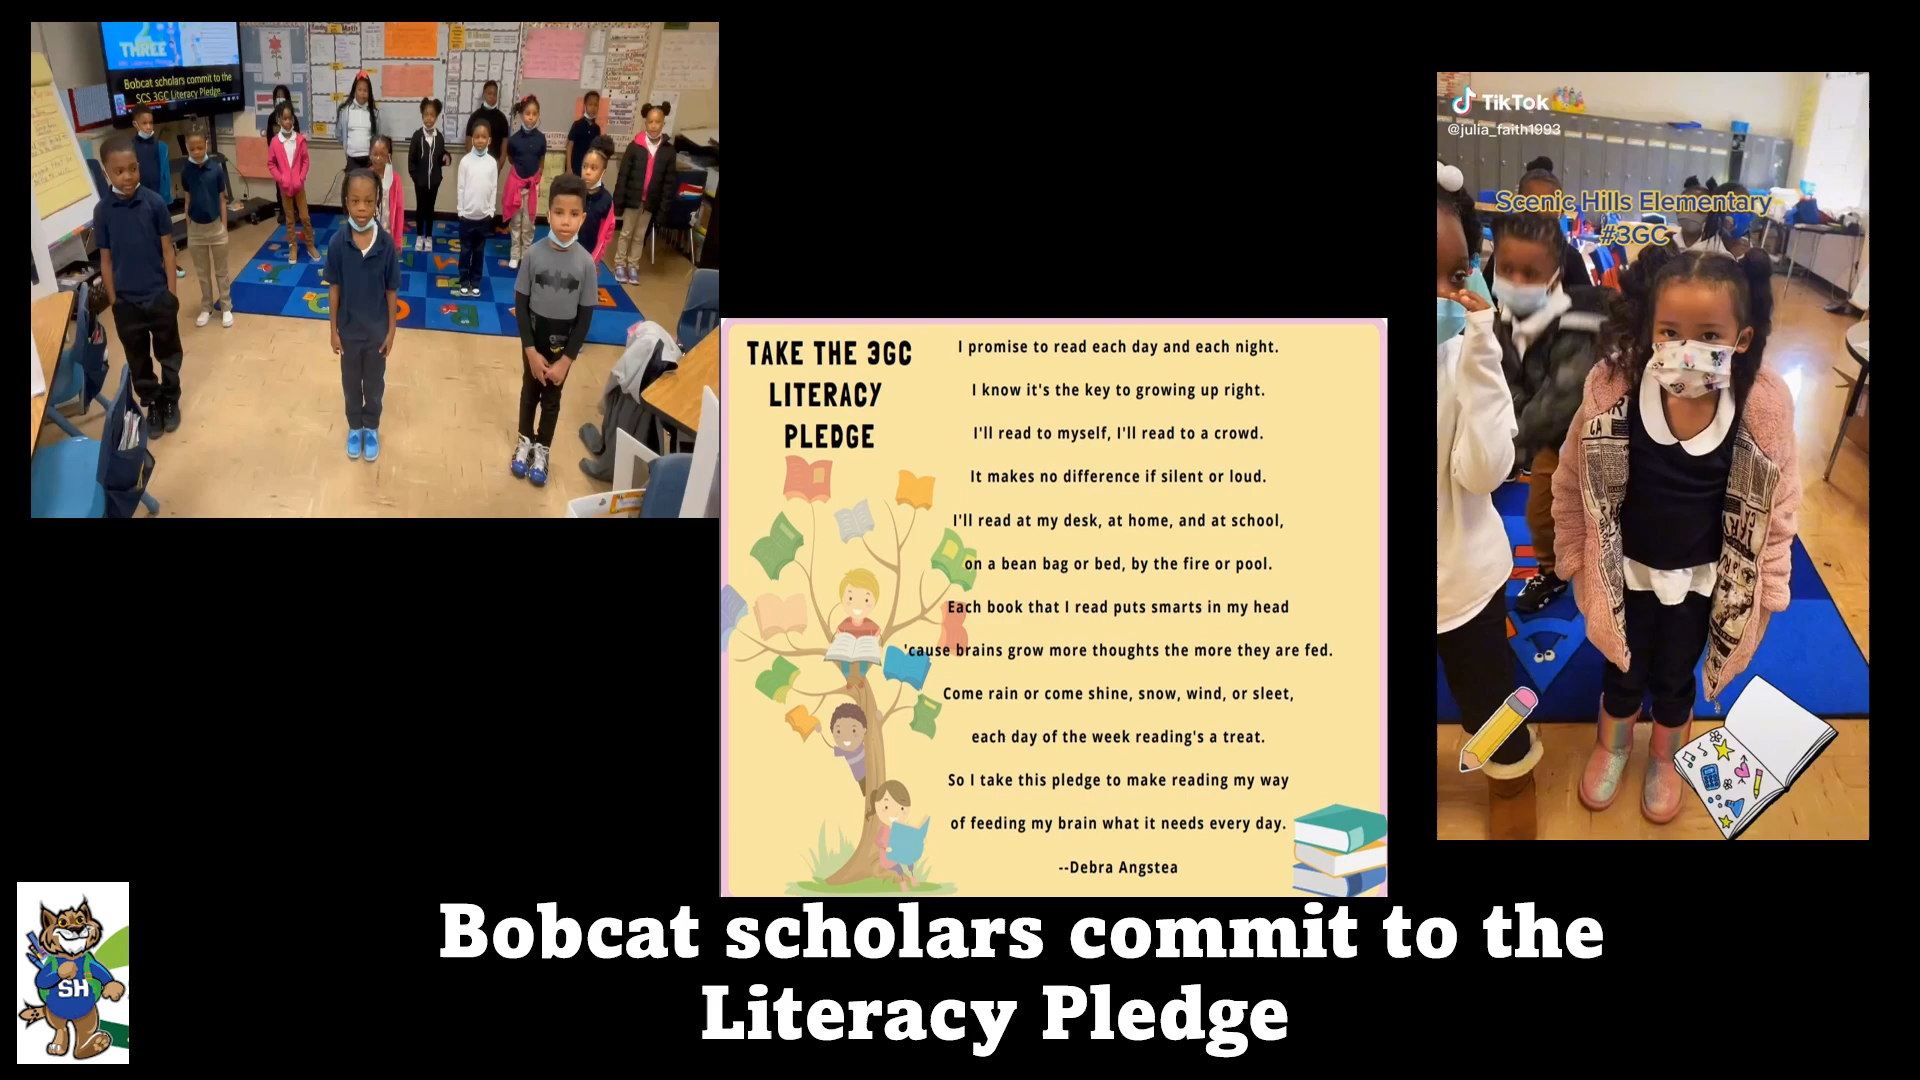 THREE
Bobcat scholars commit to the
SCS 3GC Literacy Pledge...
TAKE THE 3GC
LITERACY
PLEDGE
I promise to read each day and each night.
I know it's the key to growing up right.
I'll read to myself, I'll read to a crowd.
It makes no difference if silent or loud.
I'll read at my desk, at home, and at school,
on a bean bag or bed, by the fire or pool.
Each book that I read puts smarts in my head
'cause brains grow more thoughts the more they are fed.
Come rain or come shine, snow, wind, or sleet,
each day of the week reading's a treat.
So I take this pledge to make reading my way
of feeding my brain what it needs every day.
--Debra Angstea
TikTok
@julia_faith1993
Scenic Hills Elementary
#3GC
SH
Bobcat scholars commit to the
Literacy Pledge